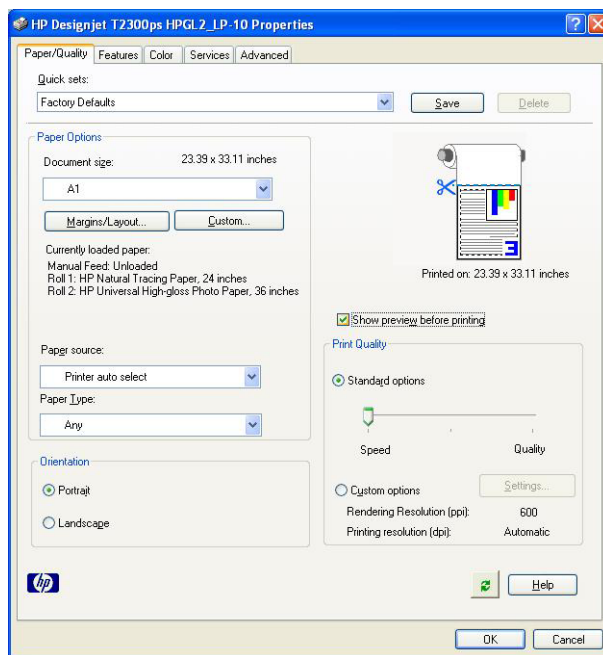 HP Designjet T2300ps HPGL2_LP-10 Properties
Paper/Quality Features Color Services Advanced
Quick sets:
Factory Defaults
Save
Delete
Paper Options
Document size:
23.39 x 33.11 inches
A1
Margins/Layout...
Custom...
Currently loaded paper:
Manual Feed: Unloaded
Roll 1: HP Natural Tracing Paper, 24 inches
Roll 2: HP Universal High-gloss Photo Paper, 36 inches
Paper source:
Printer auto select
Paper Type:
Any
Orientation
Portrait
Landscape
3
Printed on: 23.39 x 33.11 inches
Show preview before printing
Print Quality
Standard options
Speed
Quality
Custom options
Settings...
Rendering Resolution (ppi): 600
Printing resolution (dpi): Automatic
hp
Help
OK
Cancel